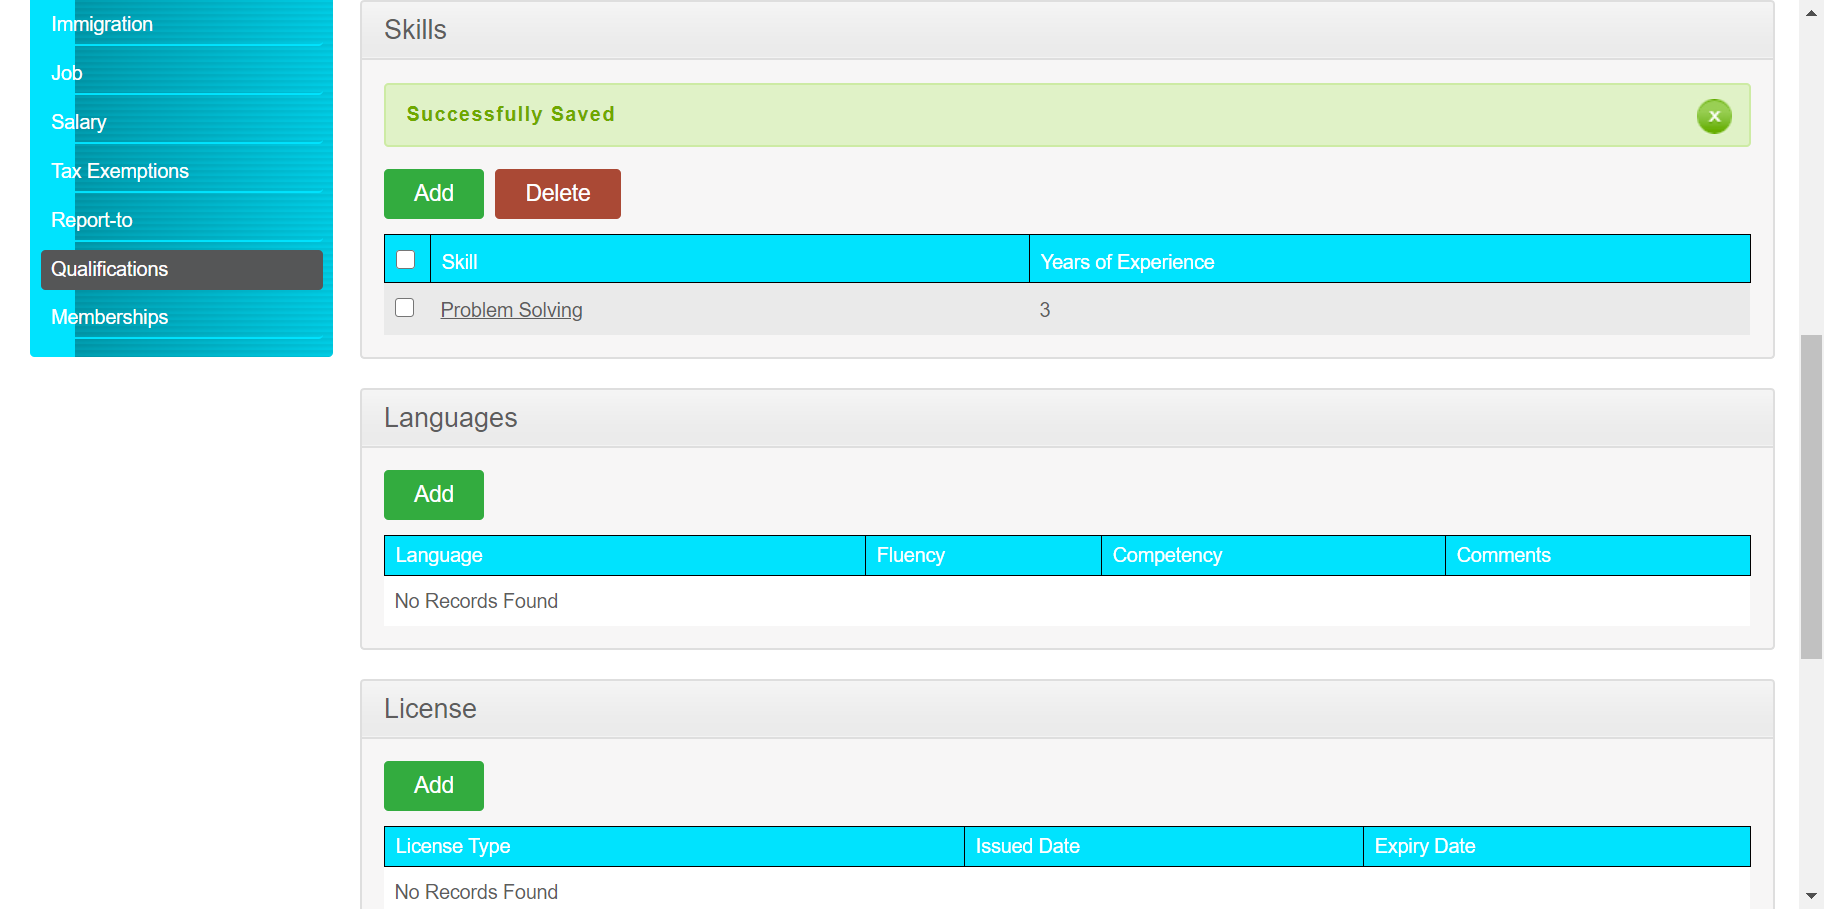 Immigration
Job
Salary
Tax Exemptions
Report-to
Qualifications
Memberships
Skills
Successfully Saved
x
Add Delete
Skill Years of Experience
Problem Solving 3
Languages
Add
Language Fluency Competency Comments
No Records Found
License
Add
License Type Issued Date Expiry Date
No Records Found